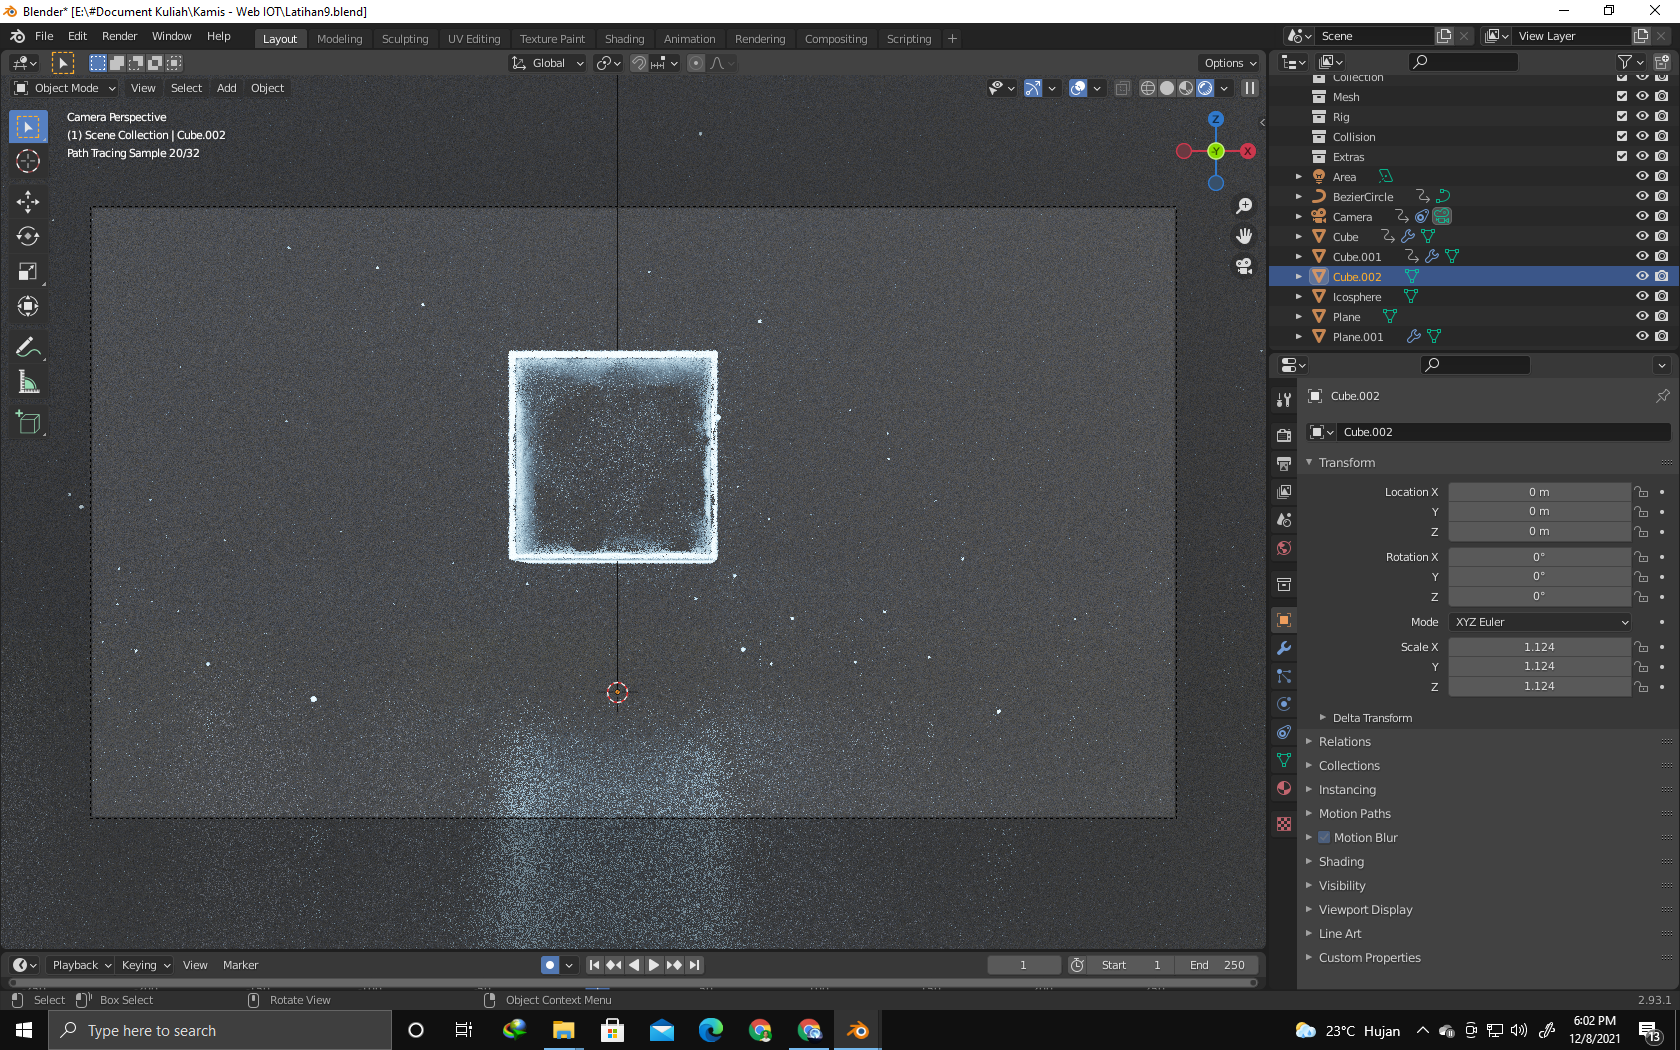 Blender* [E:\#Document Kuliah\Kamis - Web IOT\Latihan9.blend]
File Edit Render Window Help Layout Modeling Sculpting UV Editing Texture Paint Shading Animation Rendering Compositing Scripting + Scene View Layer
Global Options
Object Mode View Select Add Object
Camera Perspective
(1) Scene Collection | Cube.002
Path Tracing Sample 20/32
Z
Y
X
Collection
Mesh
Rig
Collision
Extras
Area
BezierCircle
Camera
Cube
Cube.001
Cube.002
Icosphere
Plane
Plane.001
Cube.002
Cube.002
Transform
Location X 0 m
Y 0 m
Z 0 m
Rotation X 0°
Y 0°
Z 0°
Mode XYZ Euler
Scale X 1.124
Y 1.124
Z 1.124
Delta Transform
Relations
Collections
Instancing
Motion Paths
Motion Blur
Shading
Visibility
Viewport Display
Line Art
Custom Properties
Playback Keying View Marker 1 Start 1 End 250
Select Box Select Rotate View Object Context Menu 2.93.1
Type here to search
23°C Hujan
6:02 PM
12/8/2021
13